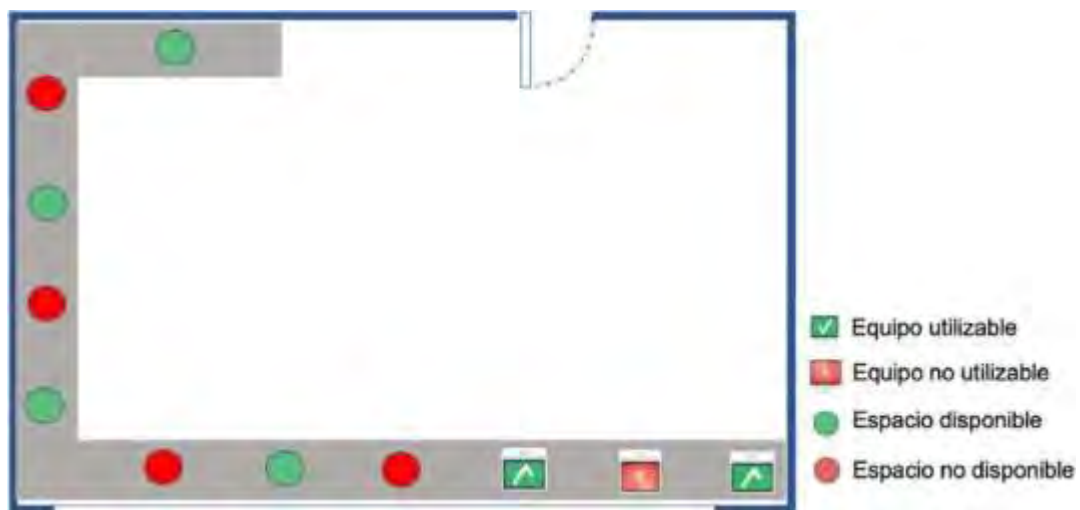 Equipo utilizable
Equipo no utilizable
Espacio disponible
Espacio no disponible